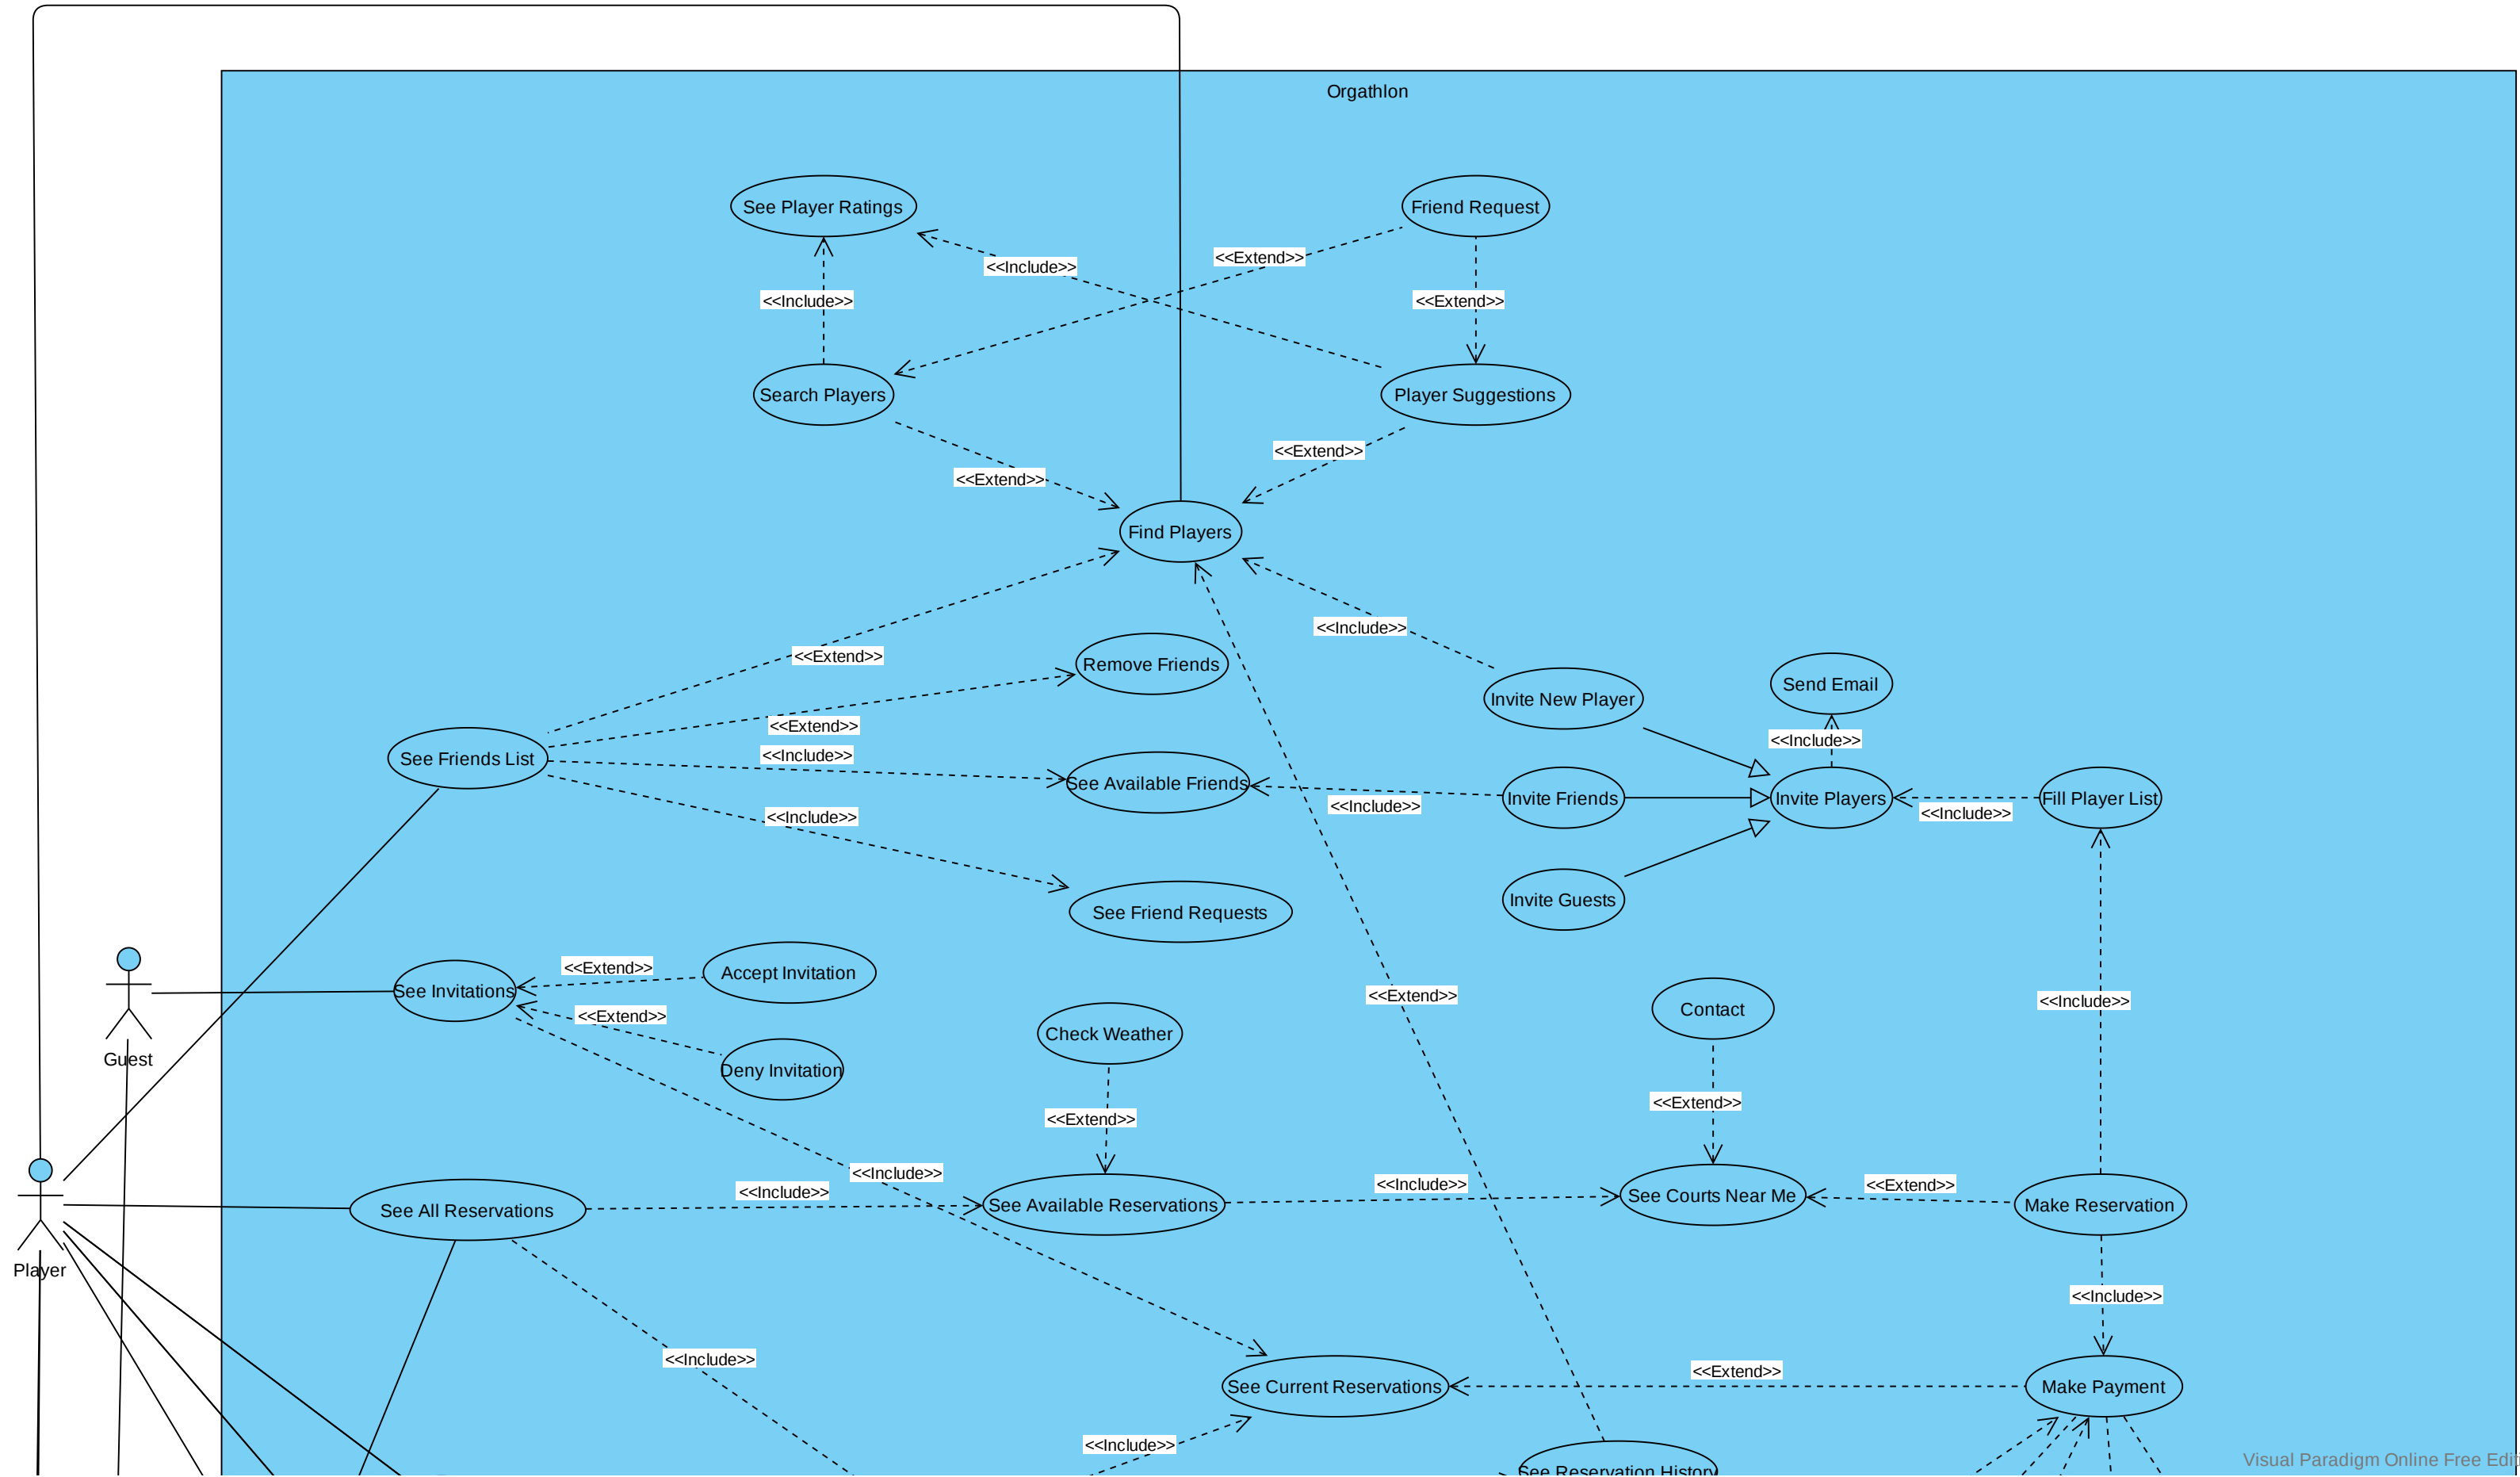 Orgathlon
See Player Ratings
Friend Request
<<Extend>>
<<Include>>
<<Include>>
<<Extend>>
Search Players
Player Suggestions
<<Extend>>
<<Extend>>
Find Players
<<Include>>
<<Extend>>
Remove Friends
Send Email
Invite New Player
<<Extend>>
<<Include>>
See Friends List
<<Include>>
See Available Friends
Invite Friends
Invite Players
Fill Player List
<<Include>>
<<Include>>
<<Include>>
Invite Guests
See Friend Requests
<<Extend>>
Accept Invitation
See Invitations
<<Extend>>
<<Include>>
Contact
<<Extend>>
Check Weather
Guest
Deny Invitation
<<Extend>>
<<Extend>>
<<Include>>
<<Include>>
<<Include>>
<<Extend>>
See Courts Near Me
See All Reservations
See Available Reservations
Make Reservation
Player
<<Include>>
<<Include>>
<<Extend>>
See Current Reservations
Make Payment
<<Include>>
Visual Paradigm Online Free Edi
See Reservation History